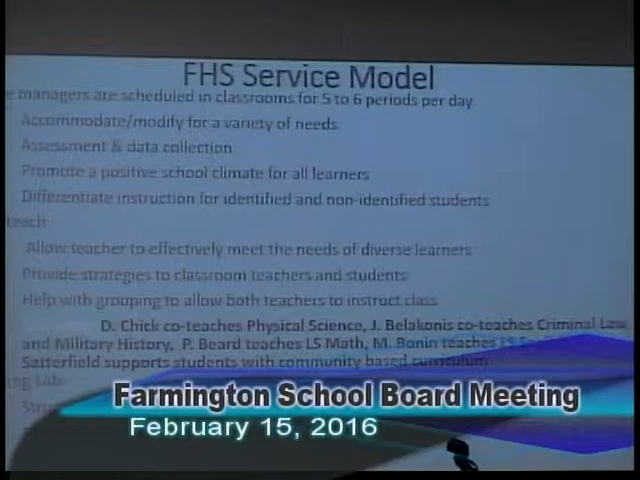 FHS Service Model
e managers are scheduled in classrooms for 5 to 6 periods per day
Accommodate/modify for a variety of needs
Assessment & data collection
Promote a positive school climate for all learners
Differentiate instruction for identified and non-identified students
teach
Allow teacher to effectively meet the needs of diverse learners
Provide strategies to classroom teachers and students
Help with grouping to allow both teachers to instruct class
D. Chick co-teaches Physical Science, J. Belakonis co-teaches Criminal Law
and Military History, P. Beard teaches LS Math, M. Bonin teaches LS
Satterfield supports students with community based curriculum
ng Lab
Farmington School Board Meeting
February 15, 2016